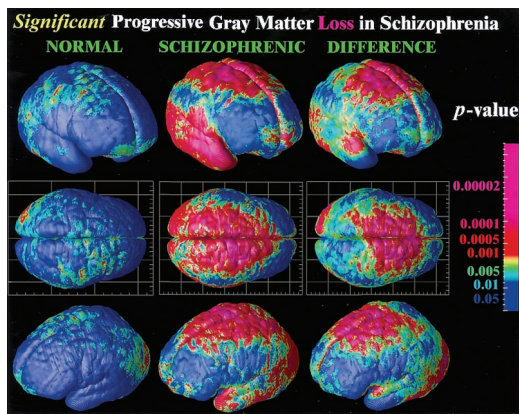 Significant Progressive Gray Matter Loss in Schizophrenia
NORMAL SCHIZOPHRENIC DIFFERENCE
p-value
0.00002
0.0001
0.0005
0.001
0.005
0.01
0.05